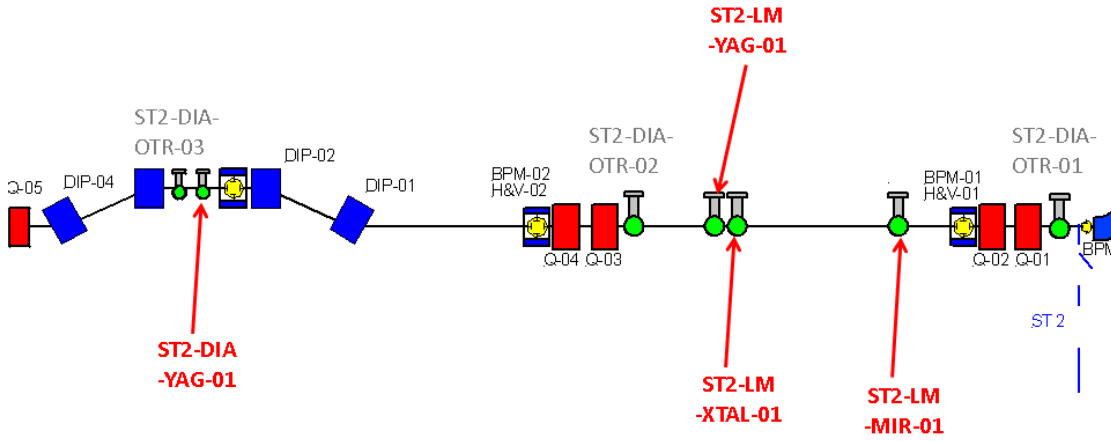 ST2-LM
-YAG-01
ST2-DIA-
OTR-03
ST2-DIA-
OTR-02
ST2-DIA-
OTR-01
Q-05
DIP-04
DIP-02
DIP-01
BPM-02
H&V-02
BPM-01
H&V-01
Q-04
Q-03
Q-02
Q-01
BPM
ST 2
ST2-DIA
-YAG-01
ST2-LM
-XTAL-01
ST2-LM
-MIR-01